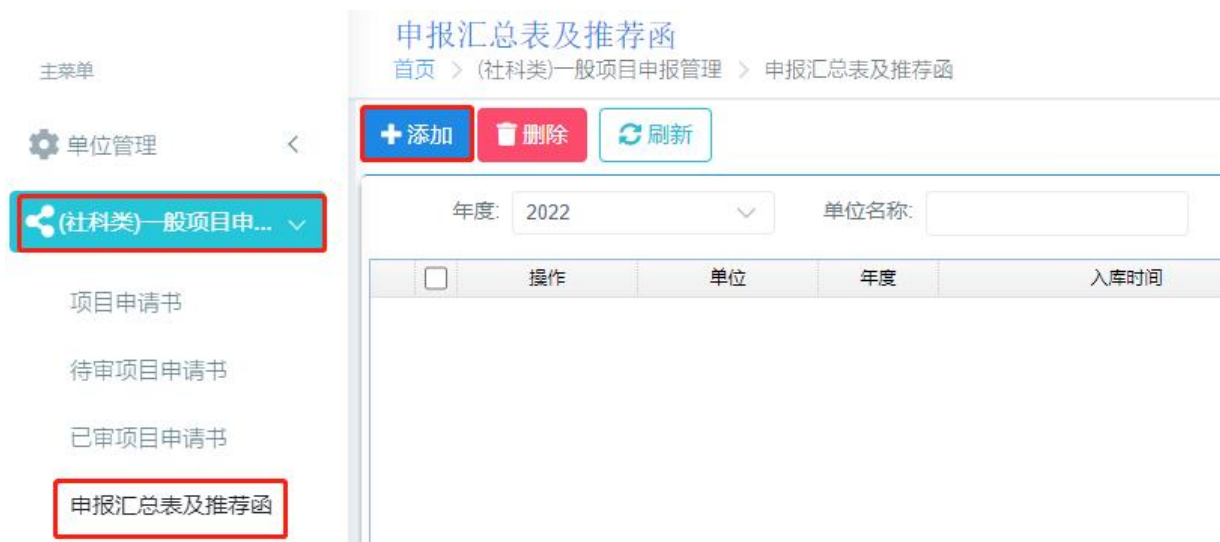 申报汇总表及推荐函
首页 > (社科类)一般项目申报管理 > 申报汇总表及推荐函
主菜单
单位管理
(社科类)一般项目申...
项目申请书
待审项目申请书
已审项目申请书
申报汇总表及推荐函
添加 删除 刷新
年度: 2022 单位名称:
操作 单位 年度 入库时间